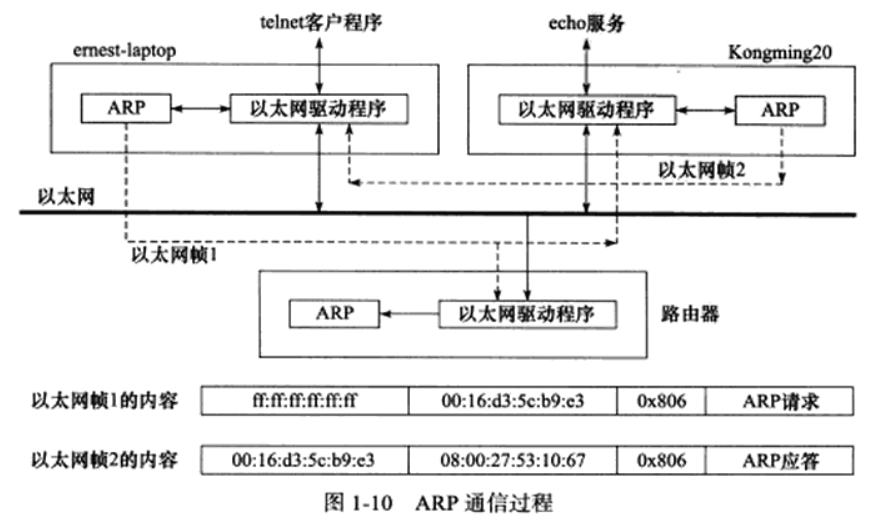 telnet客户程序 echo服务
ernest-laptop Kongming20
ARP 以太网驱动程序 以太网驱动程序 ARP
以太网帧2
以太网
以太网帧1
ARP 以太网驱动程序 路由器
以太网帧1的内容 ff:ff:ff:ff:ff:ff 00:16:d3:5c:b9:e3 0x806 ARP请求
以太网帧2的内容 00:16:d3:5c:b9:e3 08:00:27:53:10:67 0x806 ARP应答
图 1-10 ARP 通信过程